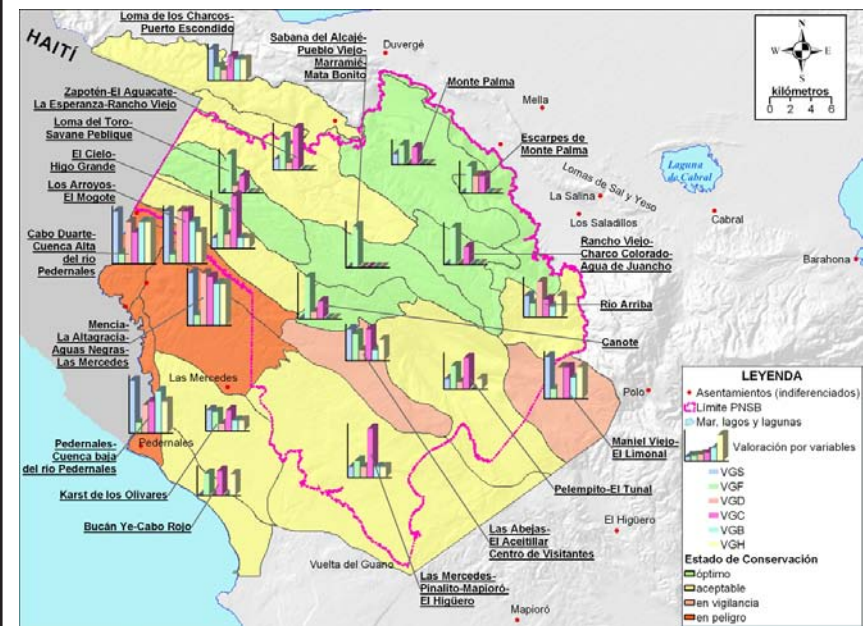 Loma de los Charcos-
Puerto Escondido
HAITÍ
Sabana del Alcajé-
Pueblo Viejo-
Marramié-
Mata Bonito
Duvergé
N
W
E
S
kilómetros
0 2 4 6
Zapotén-El Aguacate-
La Esperanza-Rancho Viejo
Monte Palma
Mella
Loma del Toro-
Savane Peblique
Escarpes de
Monte Palma
El Cielo-
Higo Grande
Laguna
de Cabral
Lomas de Sal y Yeso
Los Arroyos-
El Mogote
La Salina
Los Saladillos
Cabral
Cabo Duarte-
Cuenca Alta
del río
Pedernales
Rancho Viejo-
Charco Colorado-
Agua de Juancho
Barahona
Río Arriba
Mencia-
La Altagracia-
Aguas Negras-
Las Mercedes
Canote
Las Mercedes
Polo
LEYENDA
Asentamientos (indiferenciados)
Límite PNSB
Mar, lagos y lagunas
Valoración por variables
VGS
VGF
VGD
VGC
VGB
VGH
Estado de Conservación
óptimo
aceptable
en vigilancia
en peligro
Pedernales-
Cuenca baja
del río Pedernales
Pedernales
Maniel Viejo-
El Limonal
Karst de los Olivares
Pelempito-El Tunal
Bucán Ye-Cabo Rojo
Las Abejas-
El Aceitillar
Centro de Visitantes
El Higüero
Vuelta del Guano
Las Mercedes-
Pinalito-Mapioró-
El Higüero
Mapioró